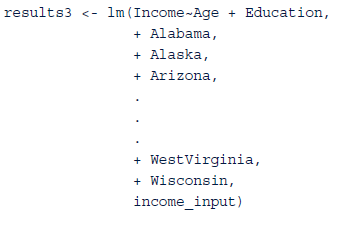 results3 <- lm(Income~Age + Education,
+ Alabama,
+ Alaska,
+ Arizona,
.
.
.
+ WestVirginia,
+ Wisconsin,
income_input)